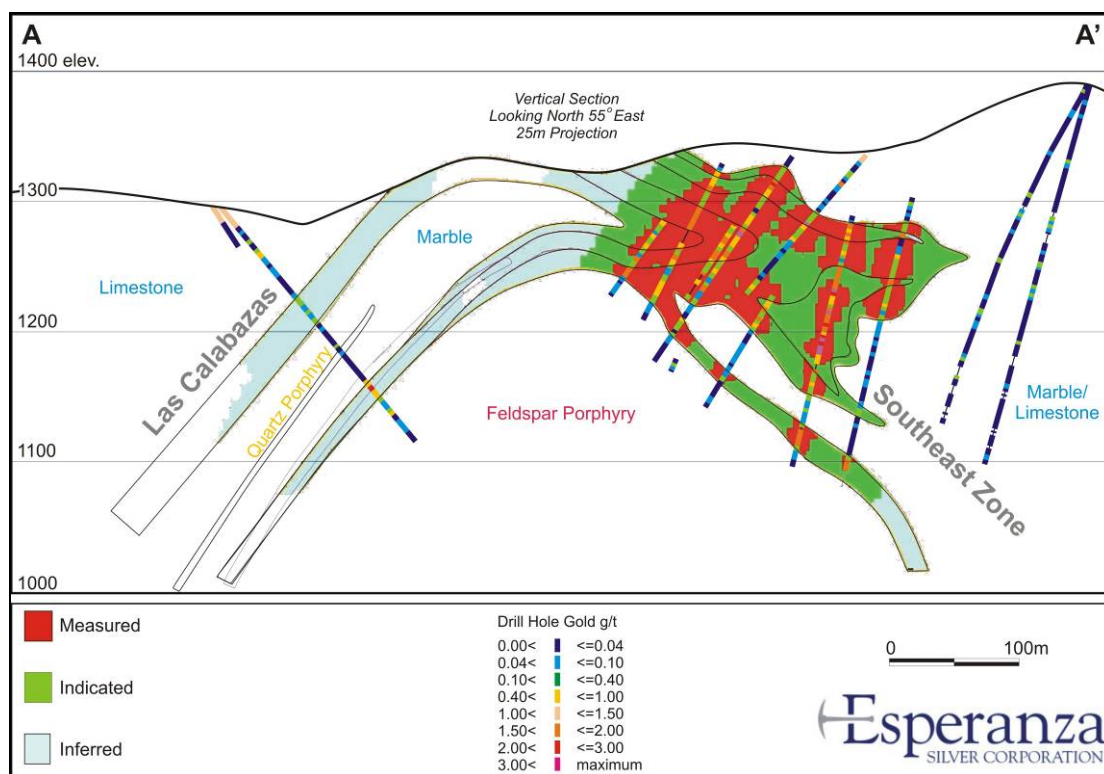 A
A'
1400 elev.
Vertical Section
Looking North 55° East
25m Projection
1300
Marble
Limestone
1200
Las Calabazas
Quartz Porphyry
Feldspar Porphyry
Southeast Zone
Marble/
Limestone
1100
1000
Measured
Indicated
Inferred
Drill Hole Gold g/t
0.00< <=0.04
0.04< <=0.10
0.10< <=0.40
0.40< <=1.00
1.00< <=1.50
1.50< <=2.00
2.00< <=3.00
3.00< maximum
0 100m
Esperanza
SILVER CORPORATION